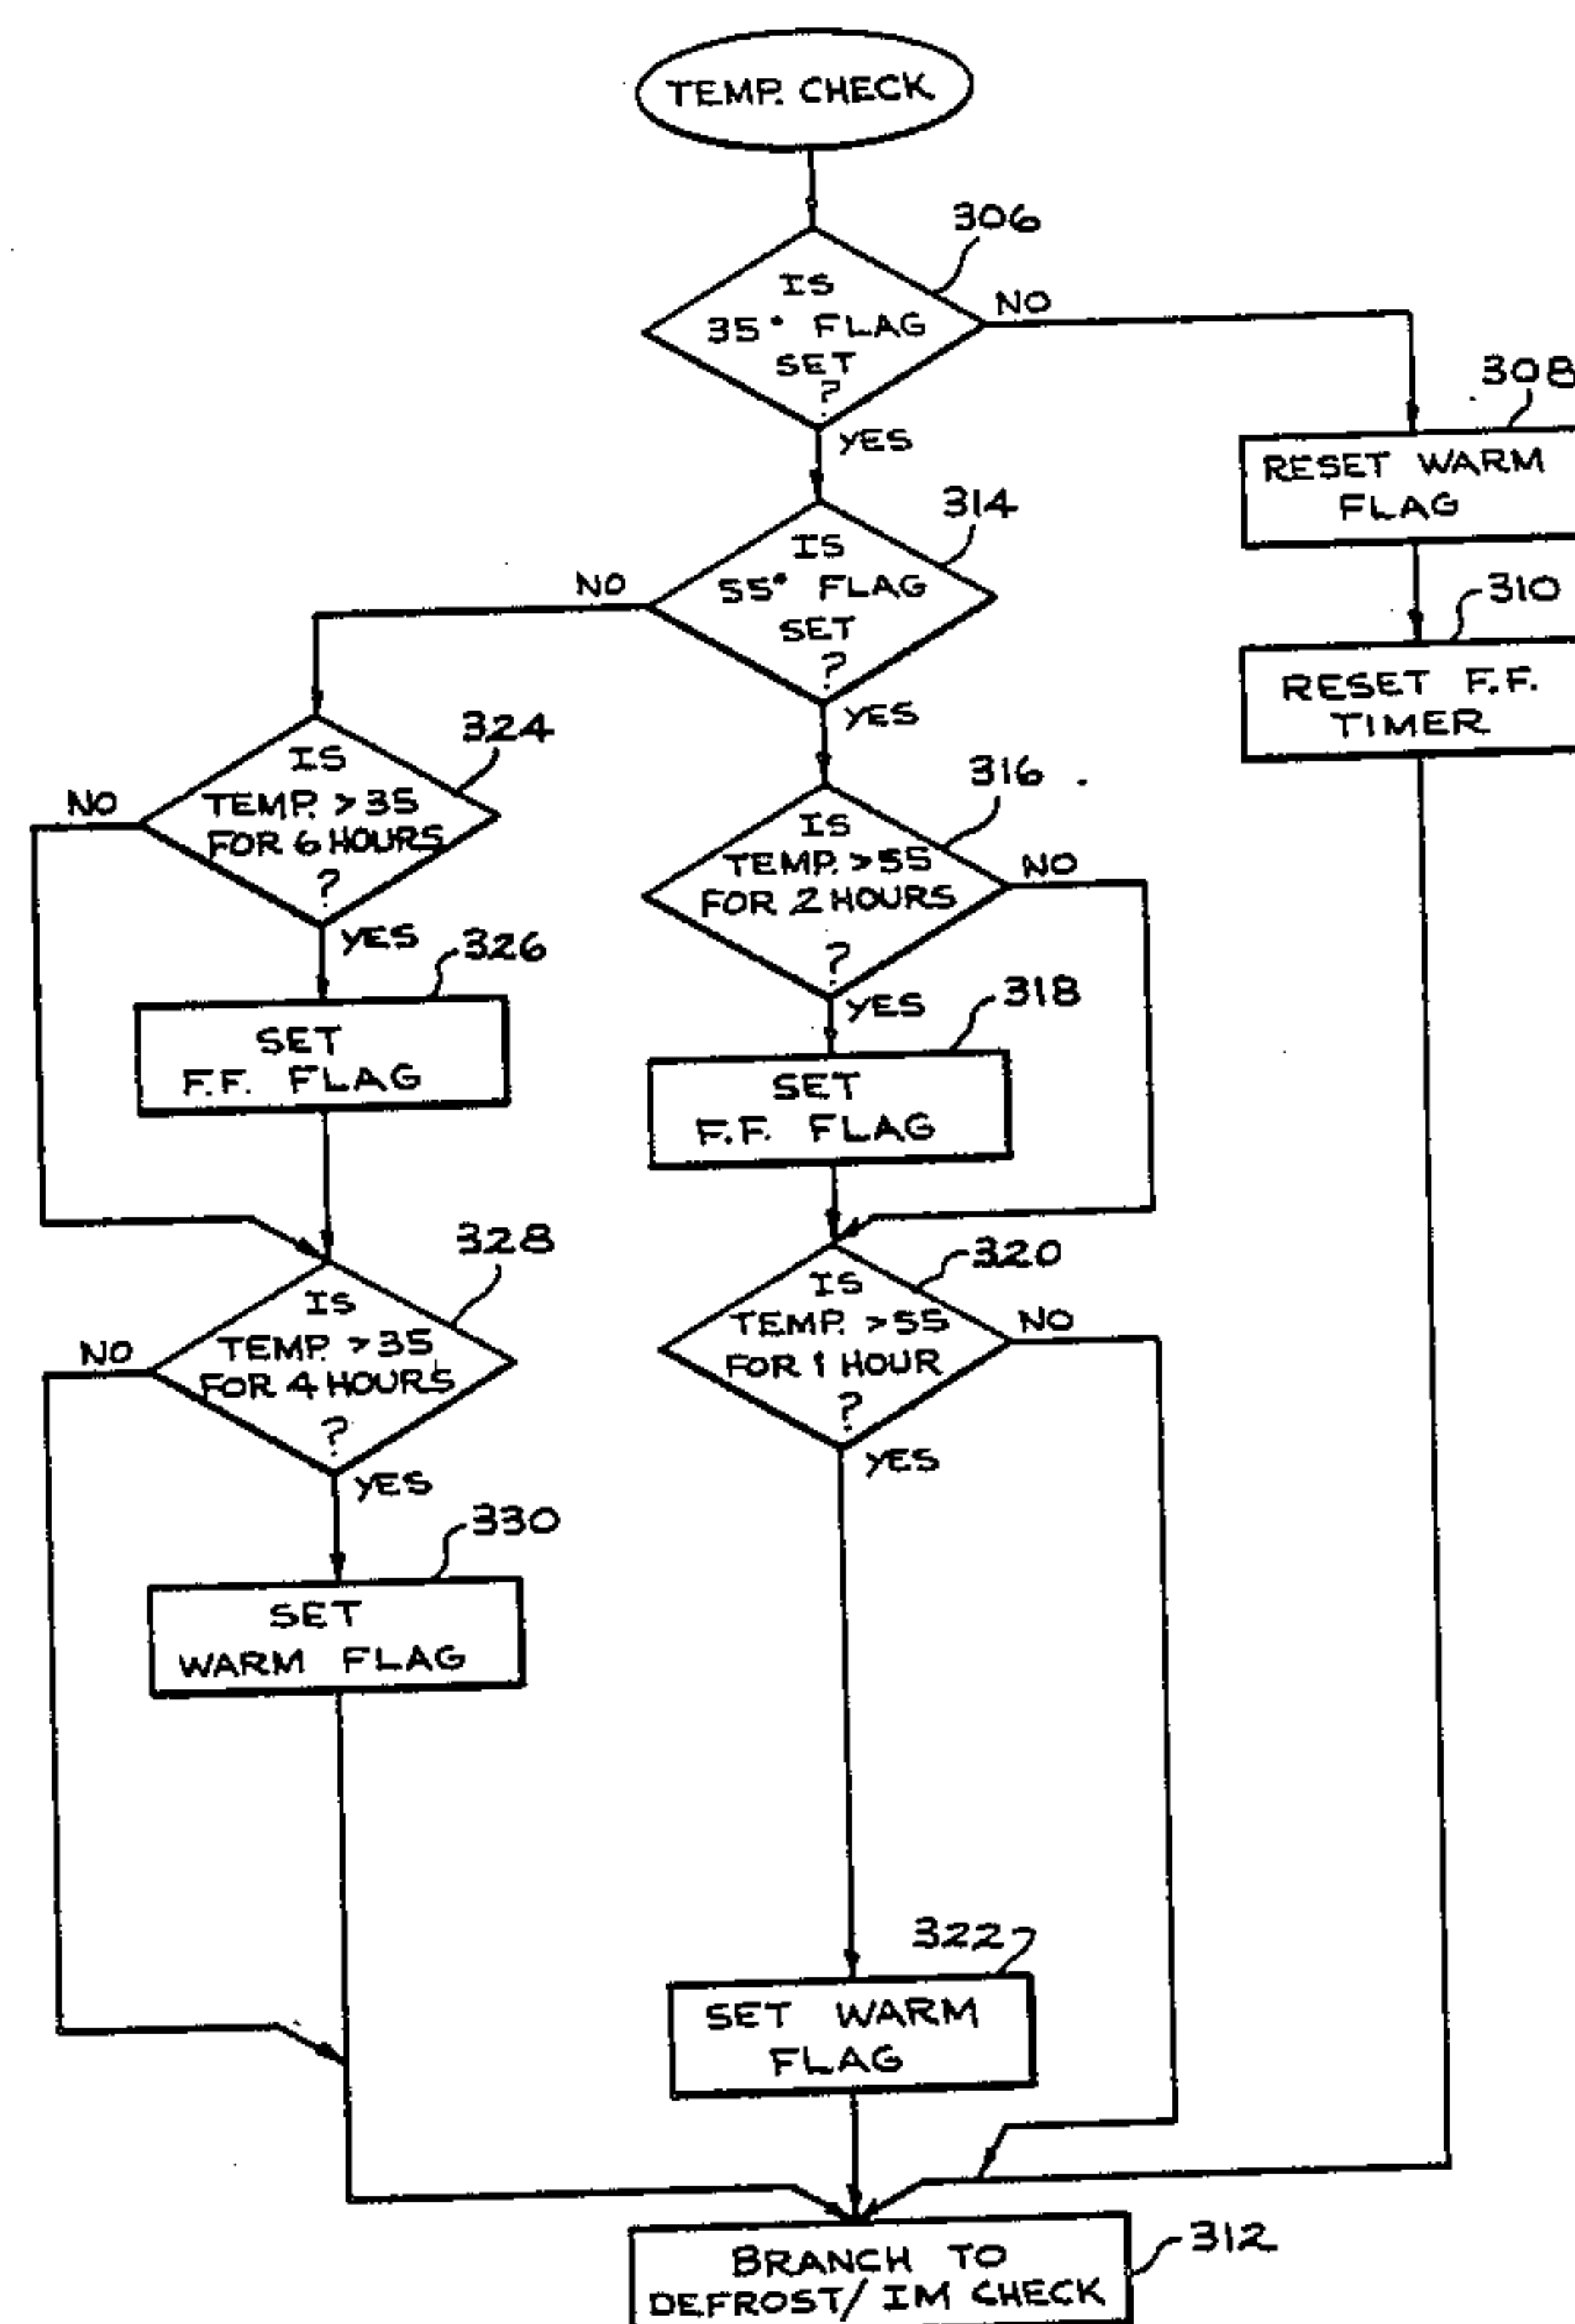 TEMP. CHECK
306
IS
35° FLAG
SET
?
NO
YES
308
RESET WARM
FLAG
310
RESET F.F.
TIMER
314
IS
55° FLAG
SET
?
NO
YES
324
IS
TEMP. > 35
FOR 6 HOURS
?
NO
YES
326
SET
F.F. FLAG
316
IS
TEMP. > 55
FOR 2 HOURS
?
NO
YES
318
SET
F.F. FLAG
328
IS
TEMP. > 35
FOR 4 HOURS
?
NO
YES
330
SET
WARM FLAG
320
IS
TEMP. > 55
FOR 1 HOUR
?
NO
YES
322
SET WARM
FLAG
312
BRANCH TO
DEFROST/IM CHECK